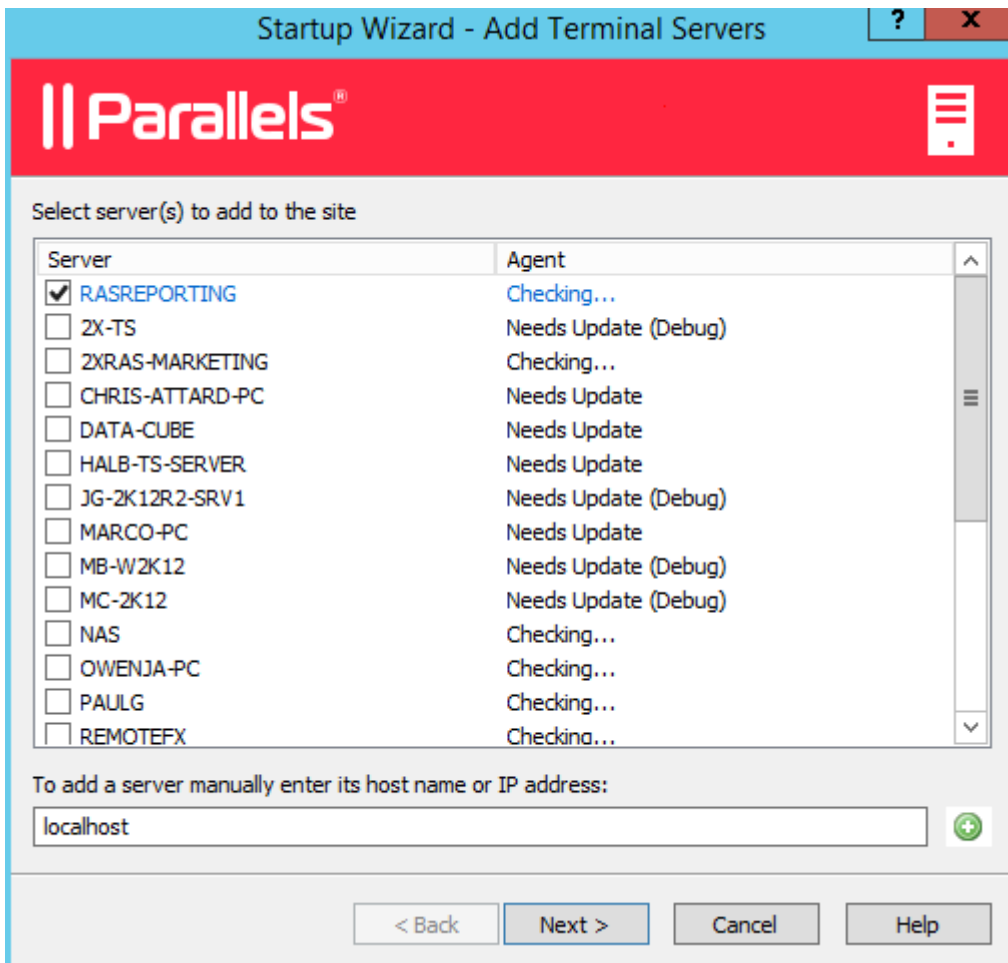 Startup Wizard - Add Terminal Servers ? x
Parallels®
Select server(s) to add to the site
Server Agent
RASREPORTING Checking...
2X-TS Needs Update (Debug)
2XRAS-MARKETING Checking...
CHRIS-ATTARD-PC Needs Update
DATA-CUBE Needs Update
HALB-TS-SERVER Needs Update
JG-2K12R2-SRV1 Needs Update (Debug)
MARCO-PC Needs Update
MB-W2K12 Needs Update (Debug)
MC-2K12 Needs Update (Debug)
NAS Checking...
OWENJA-PC Checking...
PAULG Checking...
REMOTEFX Checking...
To add a server manually enter its host name or IP address:
localhost
< Back Next > Cancel Help